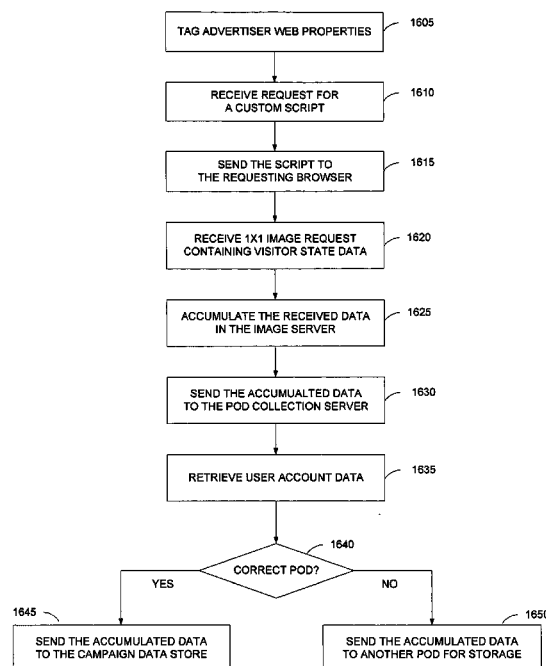 TAG ADVERTISER WEB PROPERTIES
1605
RECEIVE REQUEST FOR
A CUSTOM SCRIPT
1610
SEND THE SCRIPT TO
THE REQUESTING BROWSER
1615
RECEIVE 1X1 IMAGE REQUEST
CONTAINING VISITOR STATE DATA
1620
ACCUMULATE THE RECEIVED DATA
IN THE IMAGE SERVER
1625
SEND THE ACCUMUALTED DATA
TO THE POD COLLECTION SERVER
1630
RETRIEVE USER ACCOUNT DATA
1635
CORRECT POD?
1640
YES
NO
1645
SEND THE ACCUMULATED DATA
TO THE CAMPAIGN DATA STORE
1650
SEND THE ACCUMULATED DATA
TO ANOTHER POD FOR STORAGE